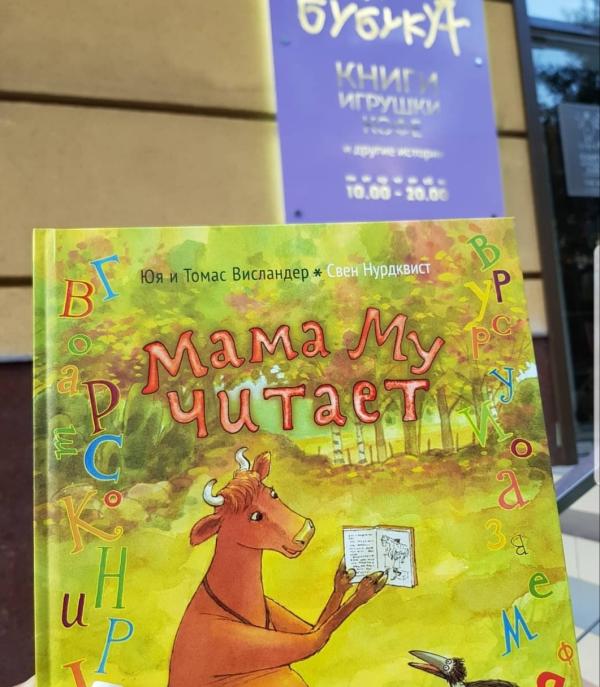 БУБУКА
КНИГИ
ИГРУШКИ
КОФЕ
и другие истории
10.00 - 20.00
Юя и Томас Висландер * Свен Нурдквист
Мама Му
читает